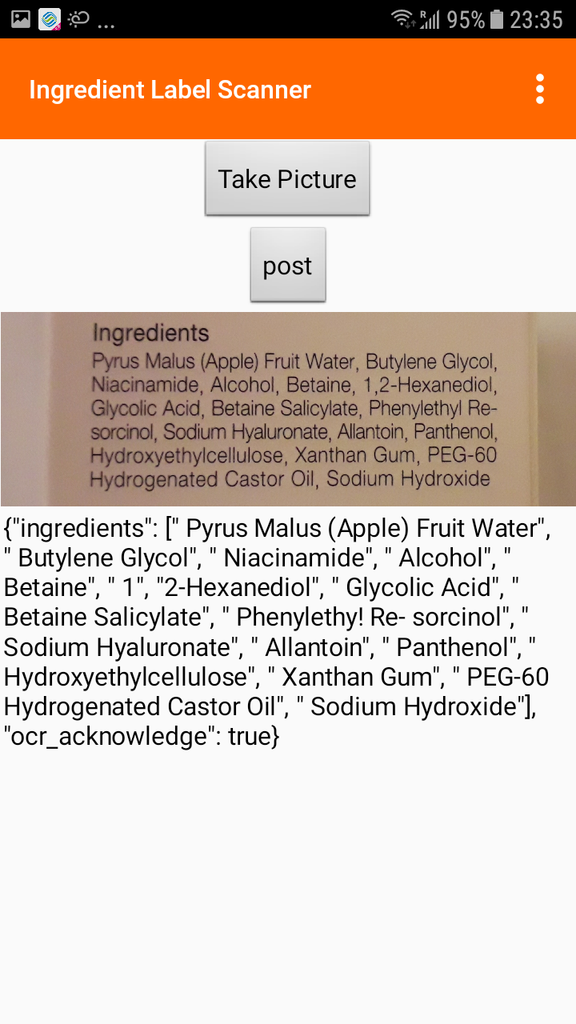 ... 95% 23:35
Ingredient Label Scanner
Take Picture
post
Ingredients
Pyrus Malus (Apple) Fruit Water, Butylene Glycol,
Niacinamide, Alcohol, Betaine, 1,2-Hexanediol,
Glycolic Acid, Betaine Salicylate, Phenylethyl Re-
sorcinol, Sodium Hyaluronate, Allantoin, Panthenol,
Hydroxyethylcellulose, Xanthan Gum, PEG-60
Hydrogenated Castor Oil, Sodium Hydroxide
{"ingredients": [" Pyrus Malus (Apple) Fruit Water",
" Butylene Glycol", " Niacinamide", " Alcohol", "
Betaine", " 1", "2-Hexanediol", " Glycolic Acid", "
Betaine Salicylate", " Phenylethy! Re- sorcinol", "
Sodium Hyaluronate", " Allantoin", " Panthenol", "
Hydroxyethylcellulose", " Xanthan Gum", " PEG-60
Hydrogenated Castor Oil", " Sodium Hydroxide"],
"ocr_acknowledge": true}